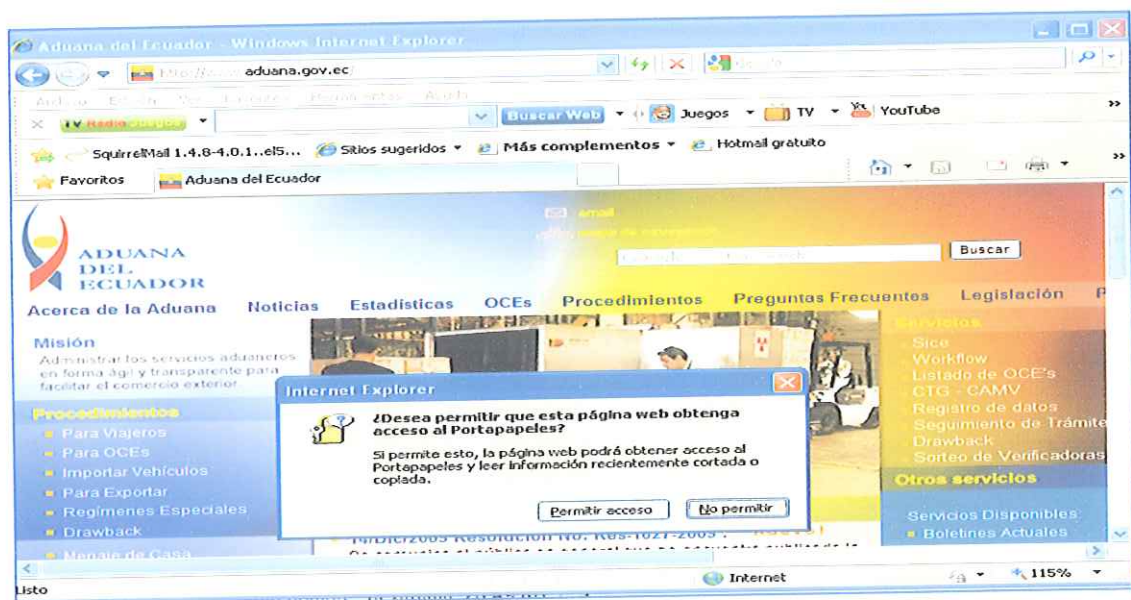 Aduana del Ecuador - Windows Internet Explorer
aduana.gov.ec
TV Radio Juegos
Buscar Web
Juegos
TV
YouTube
SquirrelMail 1.4.8-4.0.1..el5...
Sitios sugeridos
Más complementos
Hotmail gratuito
Favoritos
Aduana del Ecuador
email
ADUANA
DEL
ECUADOR
Buscar
Acerca de la Aduana
Noticias
Estadísticas
OCEs
Procedimientos
Preguntas Frecuentes
Legislación
P
Misión
Administrar los servicios aduaneros
en forma ágil y transparente para
facilitar el comercio exterior
Procedimientos
Para Viajeros
Para OCEs
Importar Vehículos
Para Exportar
Regímenes Especiales
Drawback
Menaje de Casa
Internet Explorer
¿Desea permitir que esta página web obtenga
acceso al Portapapeles?
Si permite esto, la página web podrá obtener acceso al
Portapapeles y leer información recientemente cortada o
copiada.
Permitir acceso
No permitir
Servicios
Sice
Workflow
Listado de OCE's
CTG - CAMV
Registro de datos
Seguimiento de Trámite
Drawback
Sorteo de Verificadoras
Otros servicios
Servicios Disponibles:
Boletines Actuales
Listo
Internet
115%